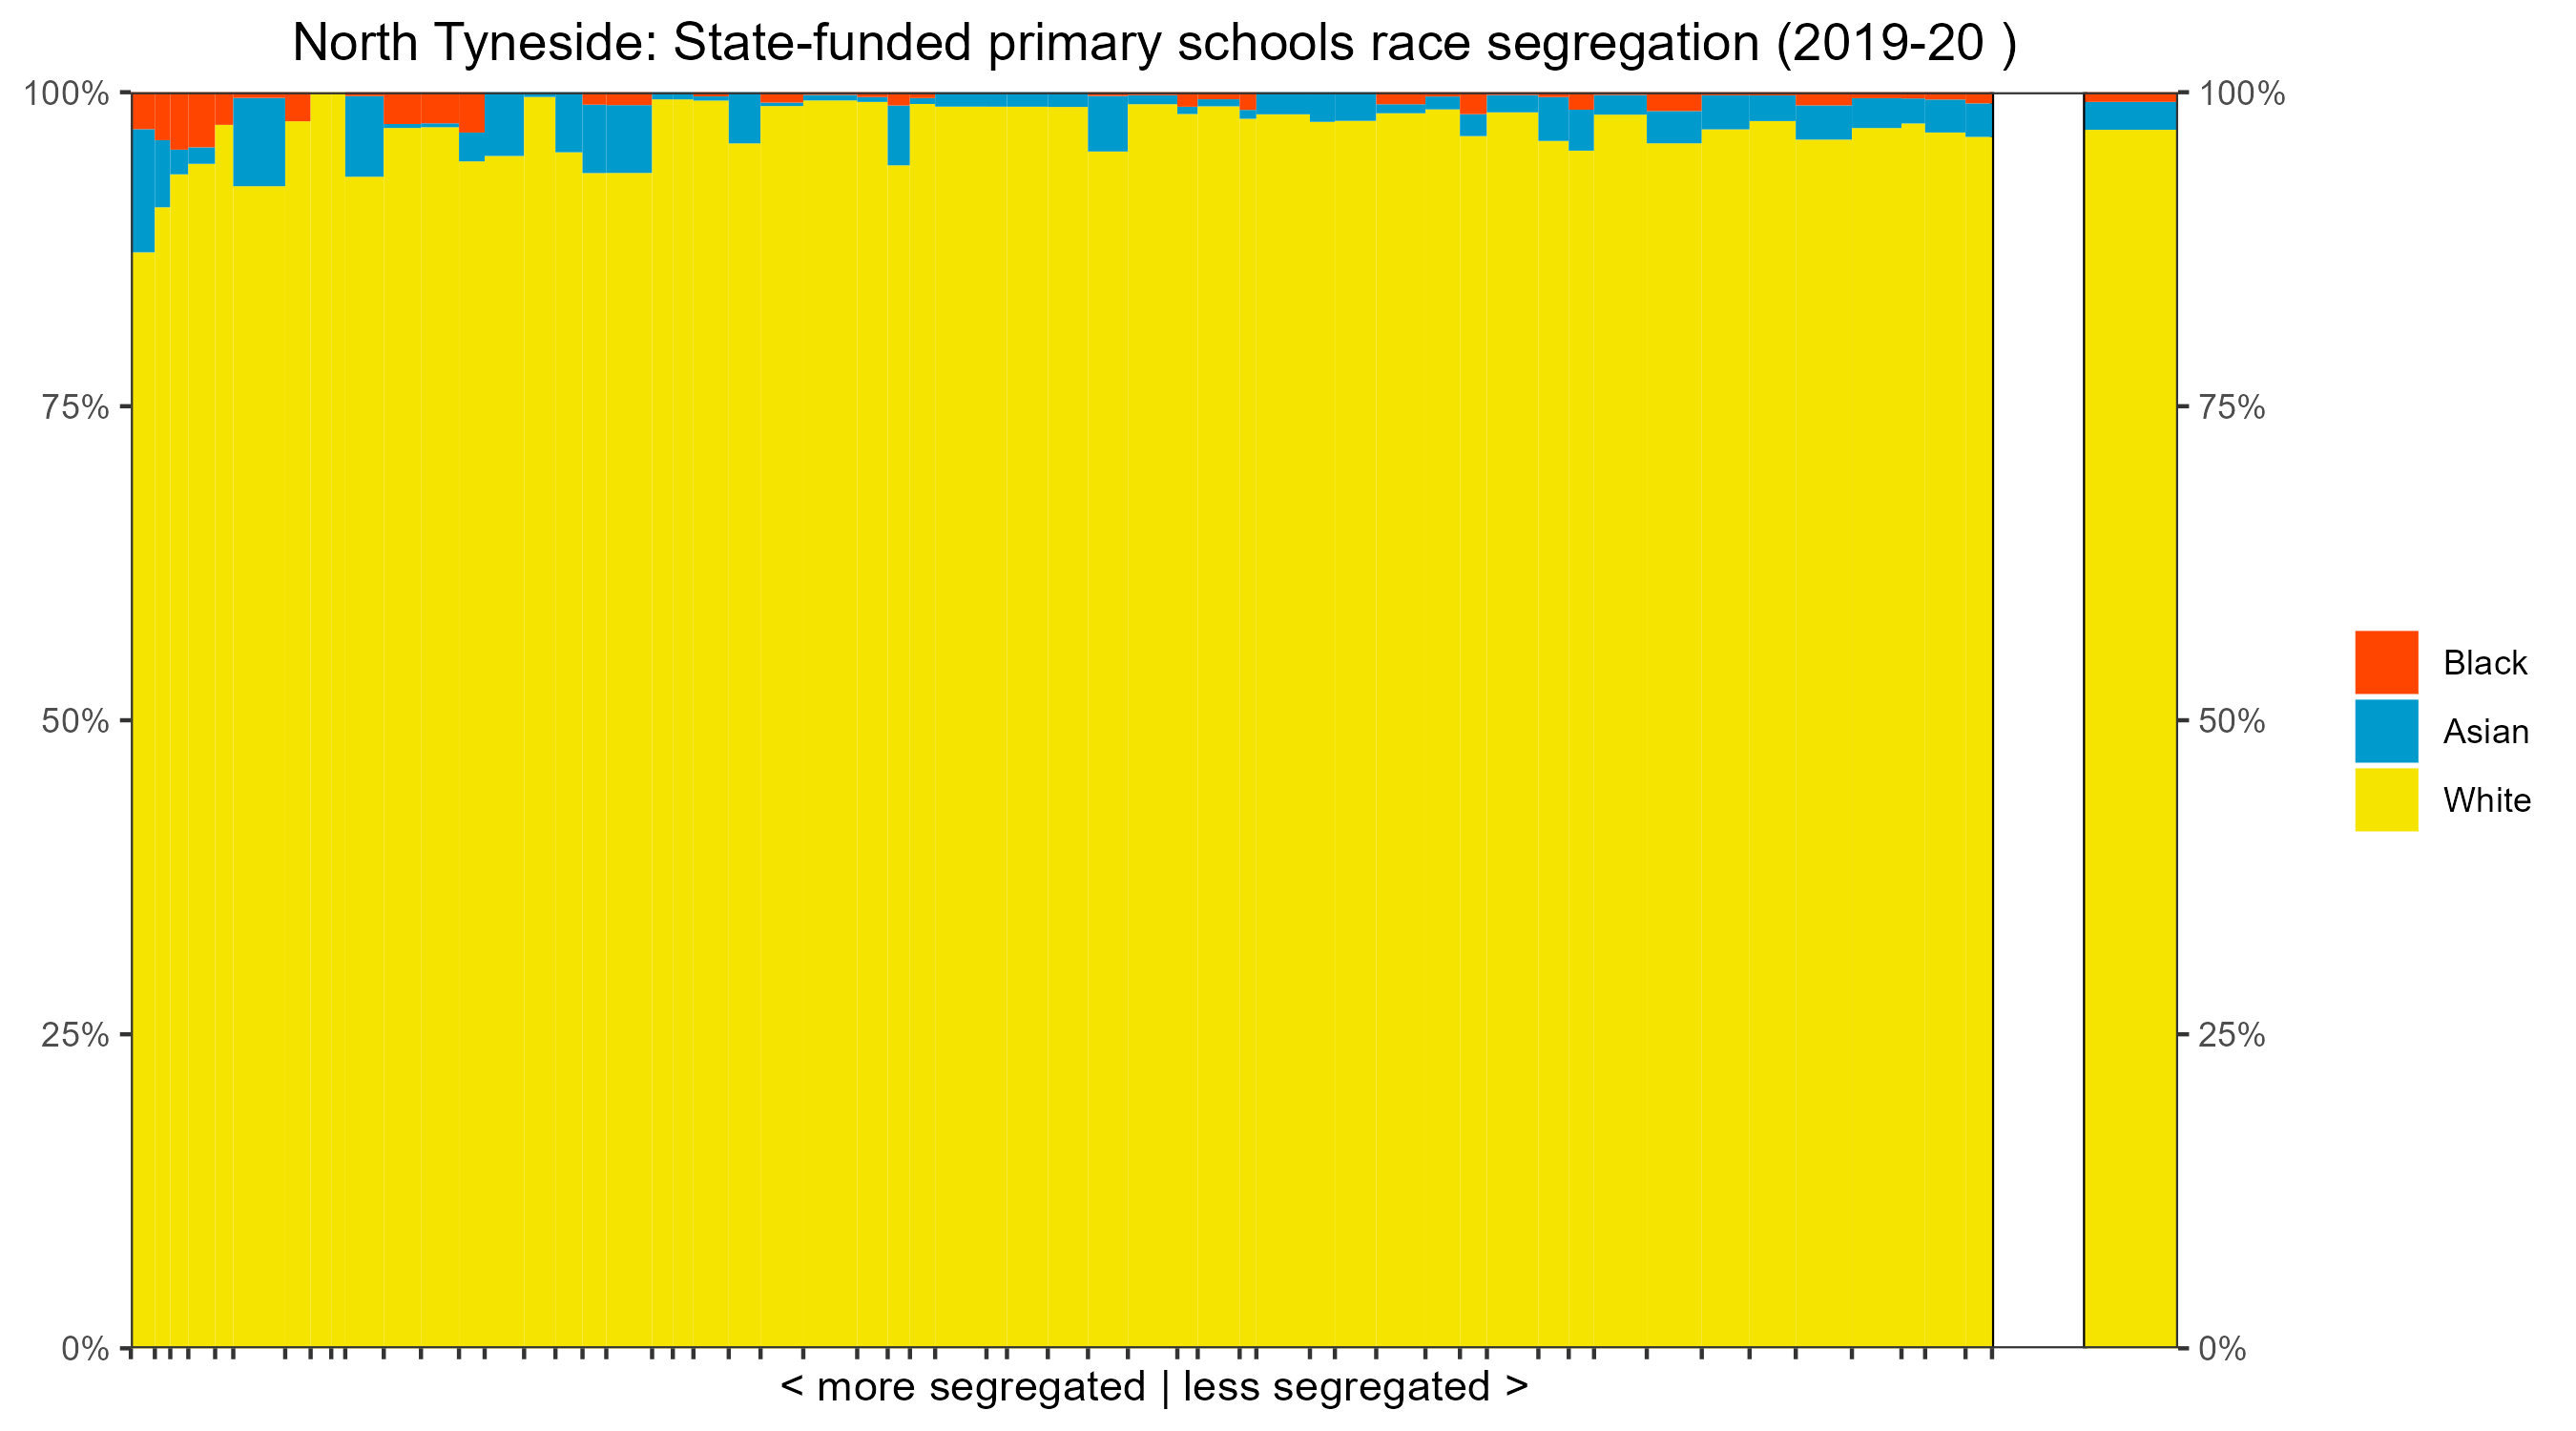 North Tyneside: State-funded primary schools race segregation (2019-20 )
100%
75%
50%
25%
0%
100%
75%
50%
25%
0%
Black
Asian
White
< more segregated | less segregated >